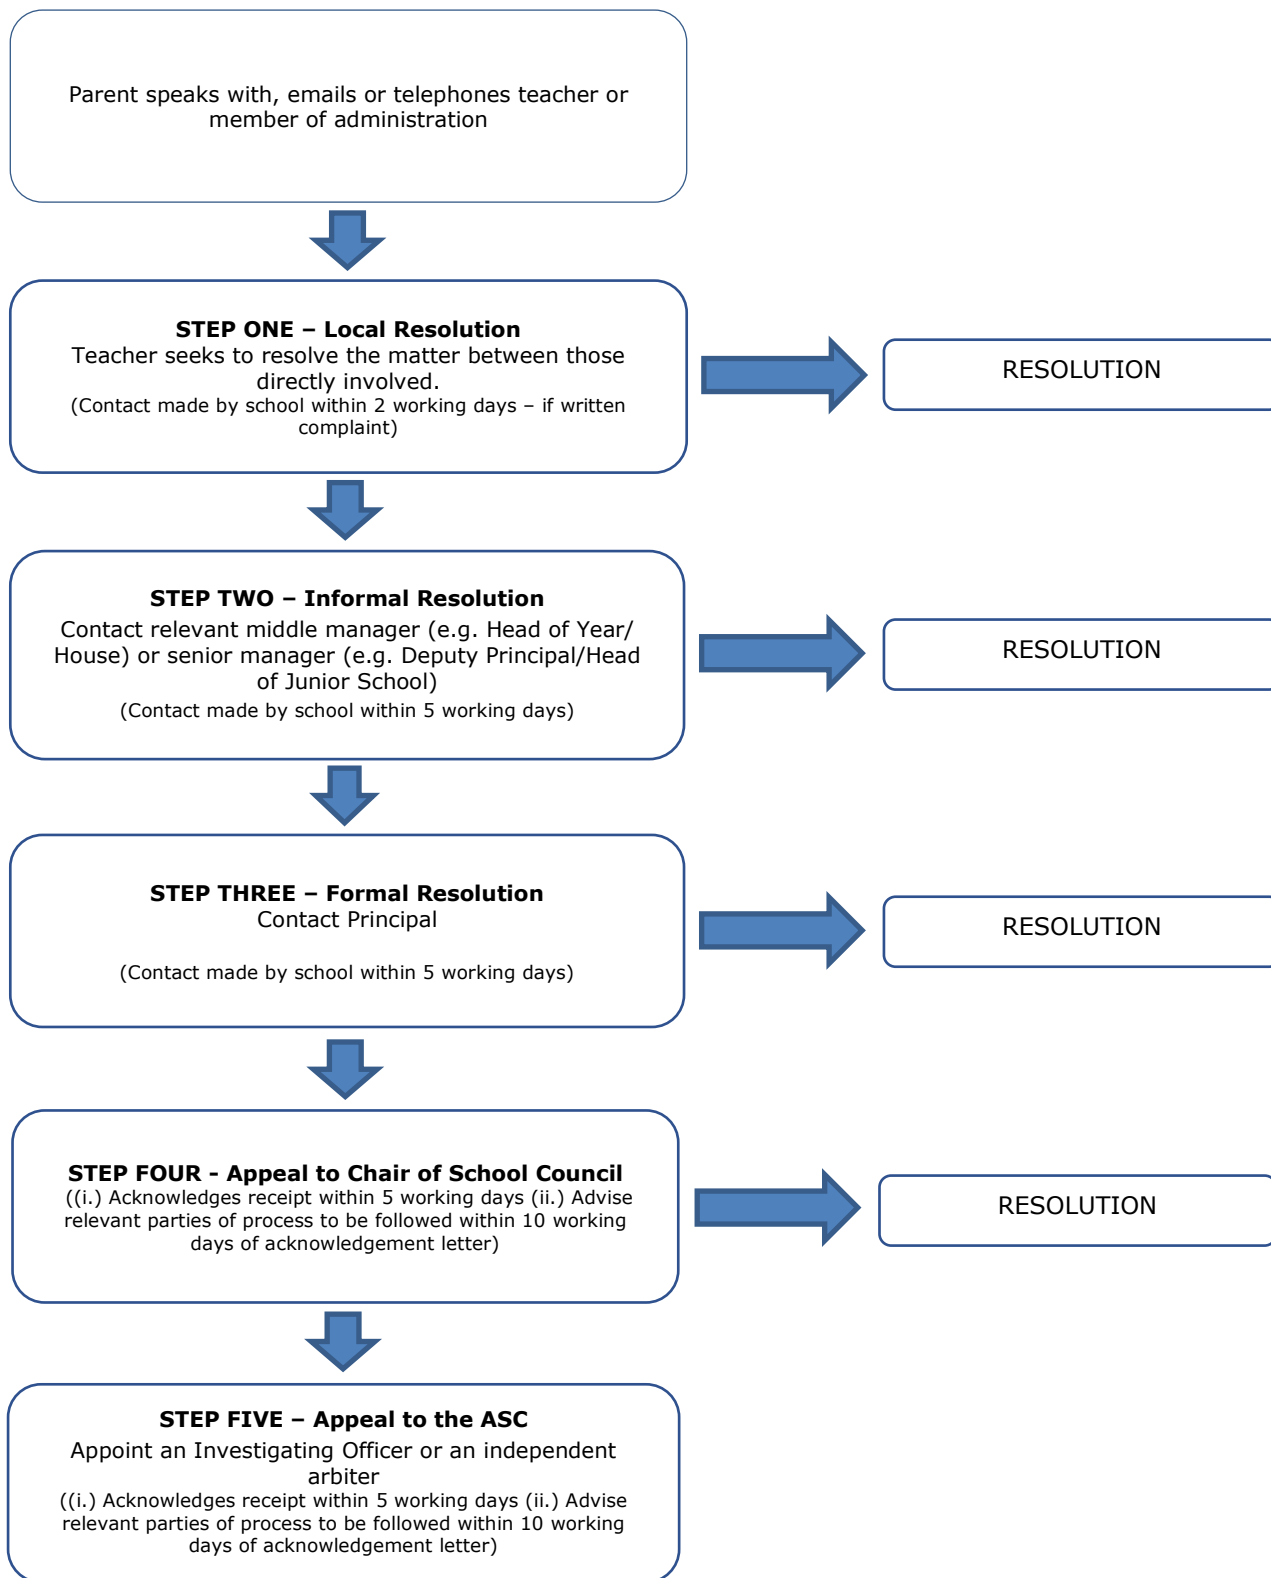 Parent speaks with, emails or telephones teacher or
member of administration
STEP ONE – Local Resolution
Teacher seeks to resolve the matter between those
directly involved.
(Contact made by school within 2 working days – if written
complaint)
RESOLUTION
STEP TWO – Informal Resolution
Contact relevant middle manager (e.g. Head of Year/
House) or senior manager (e.g. Deputy Principal/Head
of Junior School)
(Contact made by school within 5 working days)
RESOLUTION
STEP THREE – Formal Resolution
Contact Principal
(Contact made by school within 5 working days)
RESOLUTION
STEP FOUR - Appeal to Chair of School Council
((i.) Acknowledges receipt within 5 working days (ii.) Advise
relevant parties of process to be followed within 10 working
days of acknowledgement letter)
RESOLUTION
STEP FIVE – Appeal to the ASC
Appoint an Investigating Officer or an independent
arbiter
((i.) Acknowledges receipt within 5 working days (ii.) Advise
relevant parties of process to be followed within 10 working
days of acknowledgement letter)